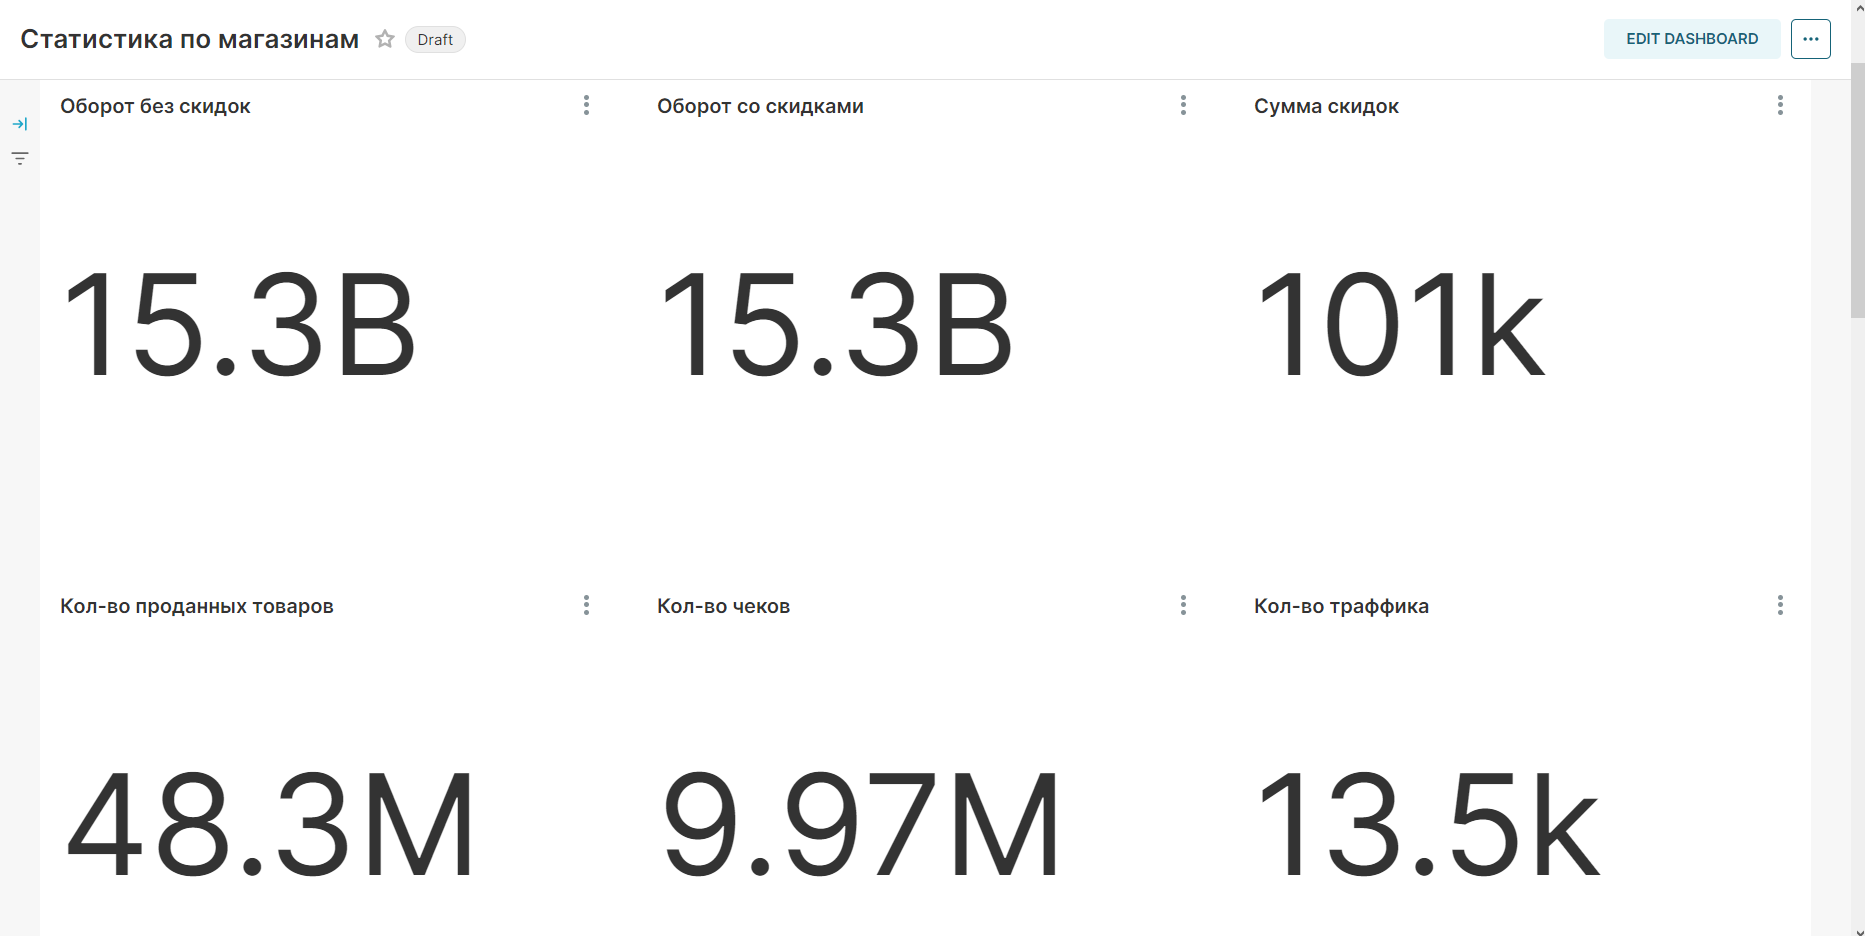 Статистика по магазинам Draft EDIT DASHBOARD
Оборот без скидок Оборот со скидками Сумма скидок
15.3B 15.3B 101k
Кол-во проданных товаров Кол-во чеков Кол-во траффика
48.3M 9.97M 13.5k